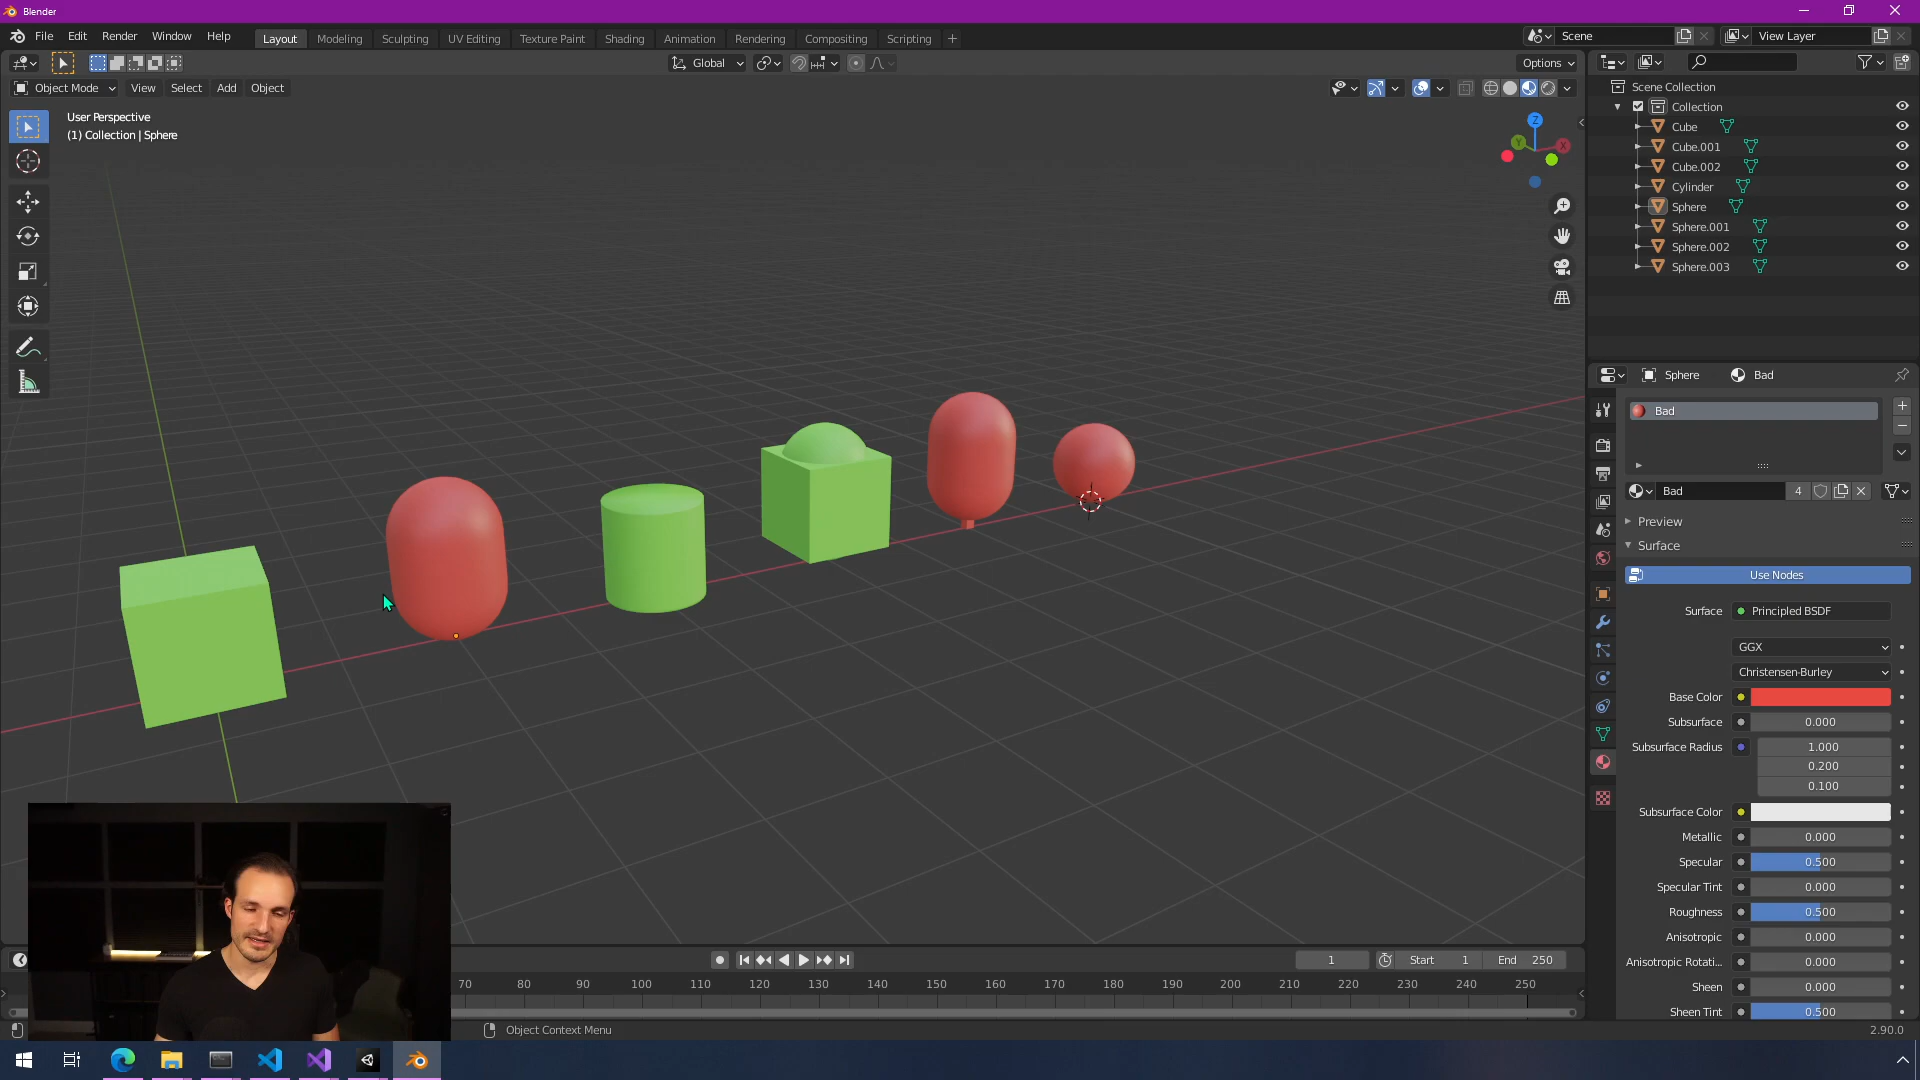 Blender
File Edit Render Window Help Layout Modeling Sculpting UV Editing Texture Paint Shading Animation Rendering Compositing Scripting + Scene View Layer
Global Options
Object Mode View Select Add Object
User Perspective
(1) Collection | Sphere
Z
Y
X
Scene Collection
Collection
Cube
Cube.001
Cube.002
Cylinder
Sphere
Sphere.001
Sphere.002
Sphere.003
Sphere Bad
Bad
Bad 4
Preview
Surface
Use Nodes
Surface Principled BSDF
GGX
Christensen-Burley
Base Color
Subsurface 0.000
Subsurface Radius 1.000
0.200
0.100
Subsurface Color
Metallic 0.000
Specular 0.500
Specular Tint 0.000
Roughness 0.500
Anisotropic 0.000
Anisotropic Rotati... 0.000
Sheen 0.000
Sheen Tint 0.500
1 Start 1 End 250
70 80 90 100 110 120 130 140 150 160 170 180 190 200 210 220 230 240 250
Object Context Menu
2.90.0